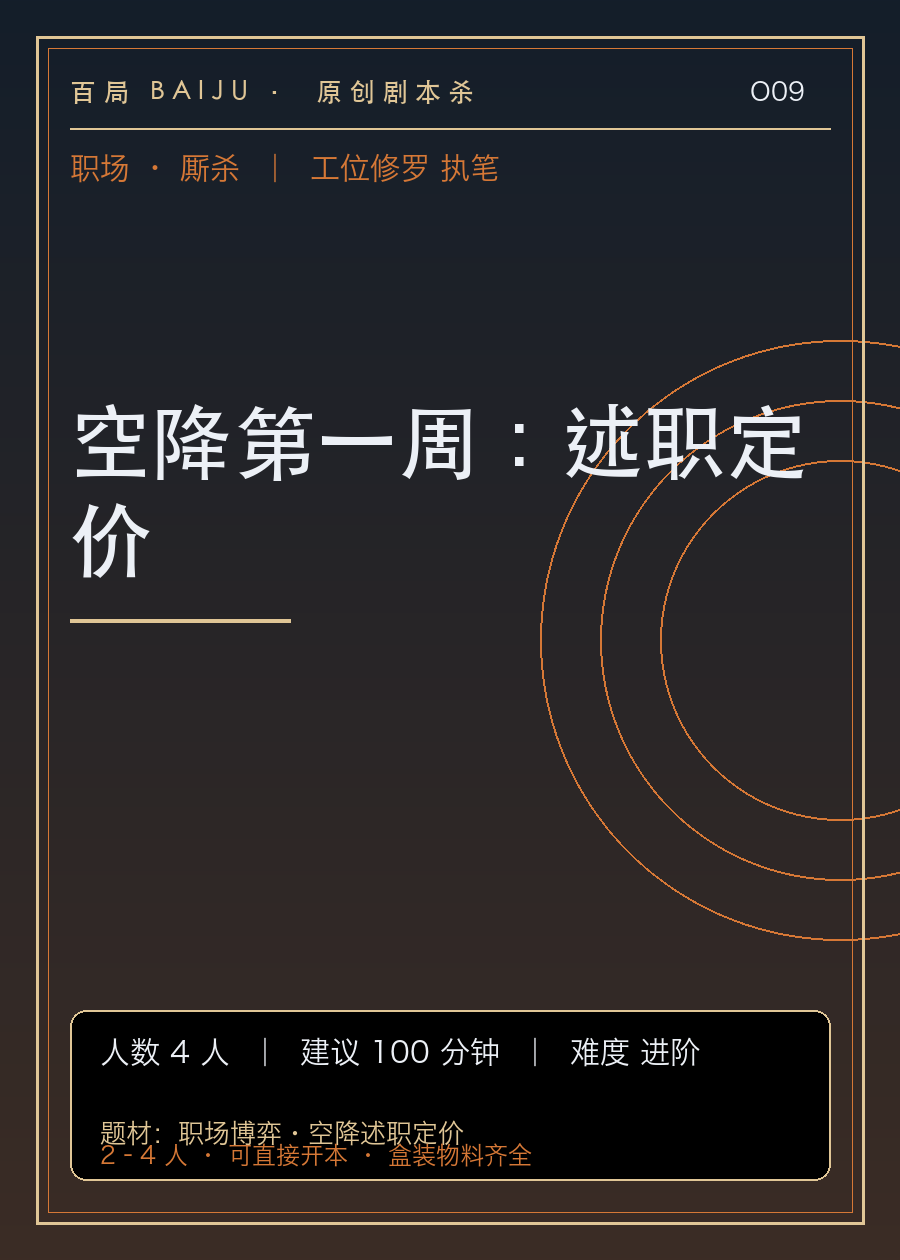 百局 BAIJU · 原创剧本杀 009
职场 · 厮杀 | 工位修罗 执笔
空降第一周：述职定
价
人数 4 人 | 建议 100 分钟 | 难度 进阶
题材: 职场博弈 · 空降述职定价
2-4 人 · 可直接开本 · 盒装物料齐全